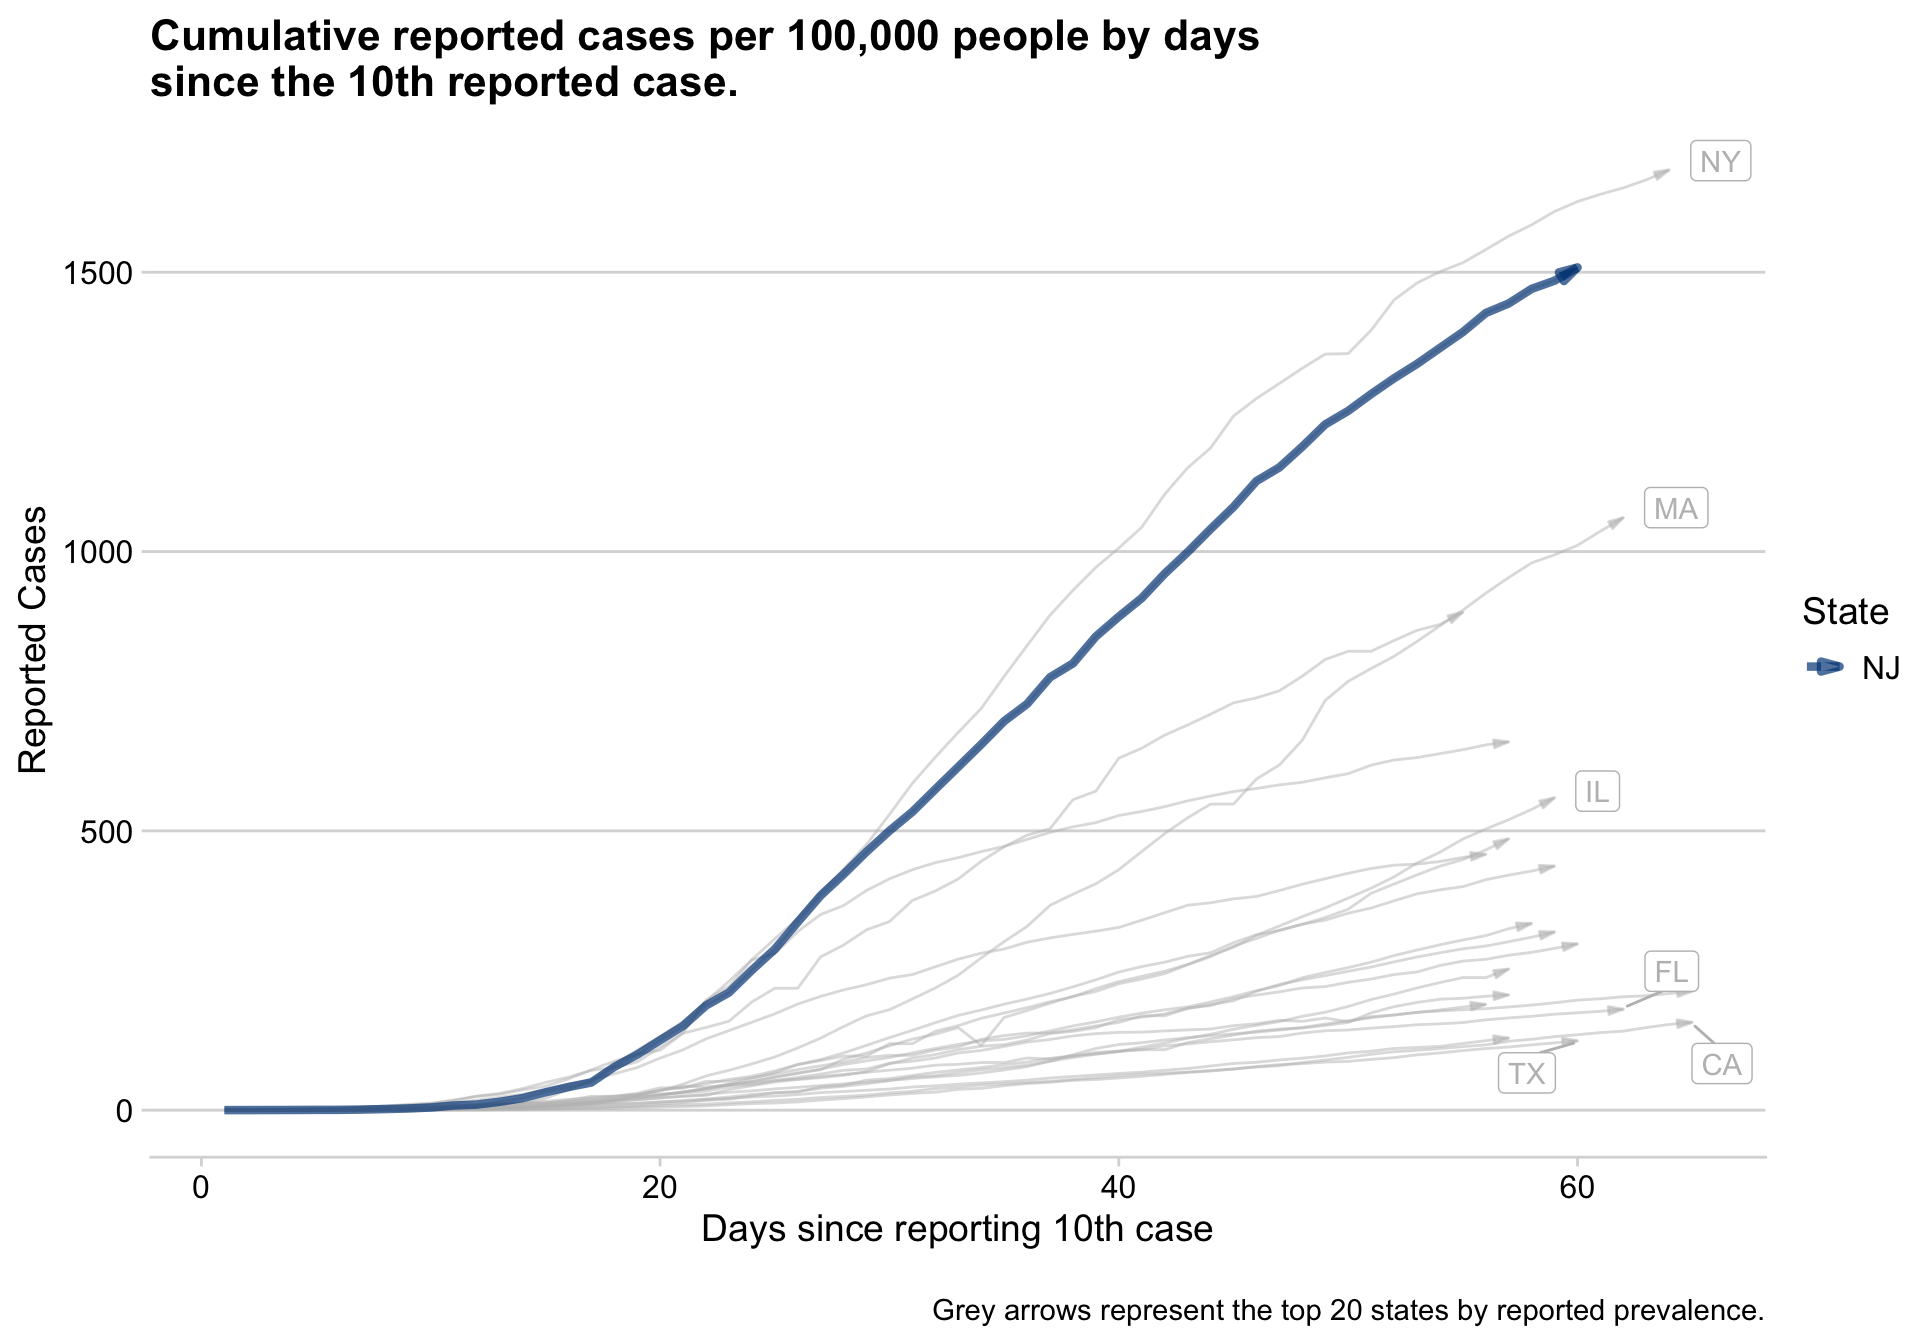 Cumulative reported cases per 100,000 people by days
since the 10th reported case.
NY
1500
MA
1000
Reported Cases
State
NJ
IL
500
FL
CA
TX
0
0 20 40 60
Days since reporting 10th case
Grey arrows represent the top 20 states by reported prevalence.